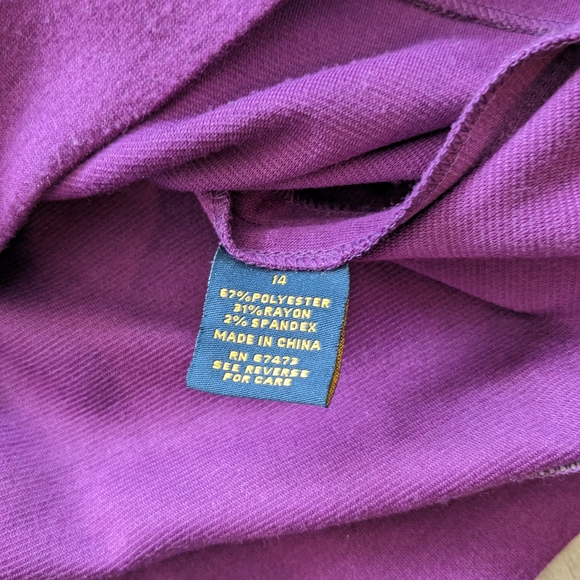 14
67% POLYESTER
31% RAYON
2% SPANDEX
MADE IN CHINA
RN 67473
SEE REVERSE
FOR CARE